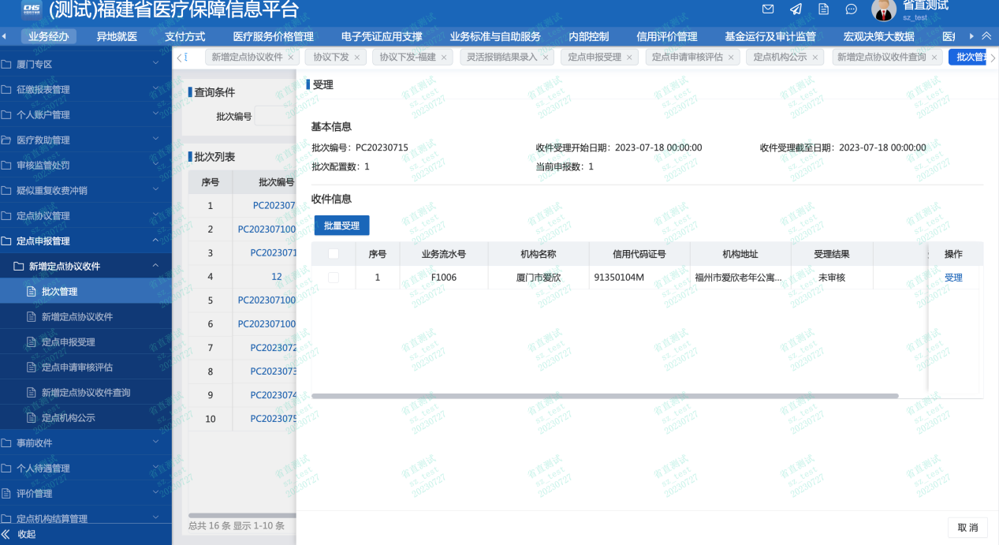 CHS (测试)福建省医疗保障信息平台
省直测试
sz_test
业务经办 异地就医 支付方式 医疗服务价格管理 电子凭证应用支撑 业务标准与自助服务 内部控制 信用评价管理 基金运行及审计监管 宏观决策大数据
新增定点协议收件 × 协议下发 × 协议下发-福建 × 灵活报销结果录入 × 定点申报受理 × 定点申请审核评估 × 定点机构公示 × 新增定点协议收件查询 × 批次管
厦门专区
征缴报表管理
个人账户管理
医疗救助管理
审核监管处罚
疑似重复收费冲销
定点协议管理
定点申报管理
新增定点协议收件
批次管理
新增定点协议收件
定点申报受理
定点申请审核评估
新增定点协议收件查询
定点机构公示
事前收件
个人待遇管理
评价管理
定点机构结算管理
收起
查询条件
批次编号
批次列表
序号 批次编号
1 PC202307
2 PC202307100
3 PC2023071
4 12
5 PC202307100
6 PC202307100
7 PC2023072
8 PC2023073
9 PC2023074
10 PC2023075
总共 16 条 显示 1-10 条
受理
基本信息
批次编号：PC20230715 收件受理开始日期：2023-07-18 00:00:00 收件受理截至日期：2023-07-18 00:00:00
批次配置数：1 当前申报数：1
收件信息
批量受理
序号 业务流水号 机构名称 信用代码证号 机构地址 受理结果 操作
1 F1006 厦门市爱欣 91350104M 福州市爱欣老年公寓... 未审核 受理
取 消
省直测试
sz_test
20230727